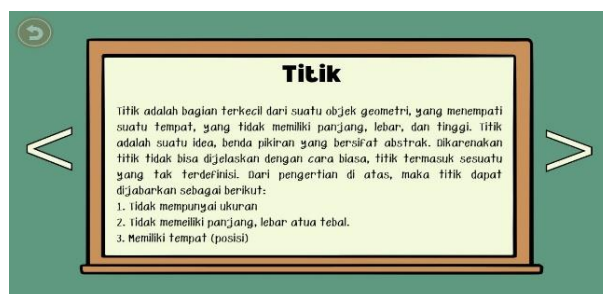 Titik
Titik adalah bagian terkecil dari suatu objek geometri, yang menempati
suatu tempat, yang tidak memiliki panjang, lebar, dan tinggi. Titik
adalah suatu idea, benda pikiran yang bersifat abstrak. Dikarenakan
titik tidak bisa dijelaskan dengan cara biasa, titik termasuk sesuatu
yang tak terdefinisi. Dari pengertian di atas, maka titik dapat
dijabarkan sebagai berikut:
1. Tidak mempunyai ukuran
2. Tidak memeiliki panjang, lebar atua tebal.
3. Memiliki tempat (posisi)